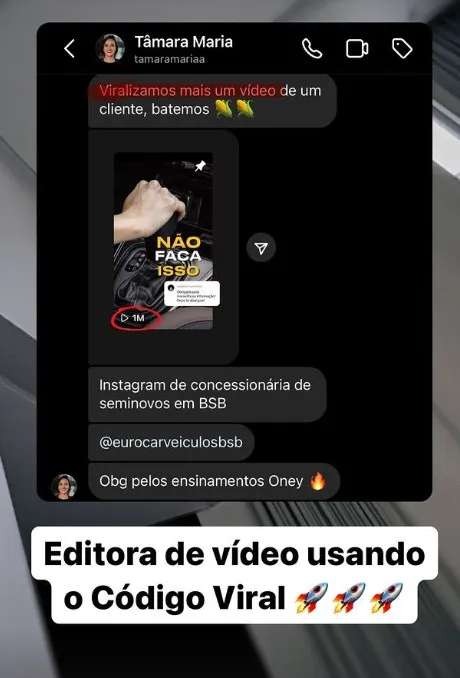 Tâmara Maria
tamaramariaa
Viralizamos mais um vídeo de um
cliente, batemos 🌽🌽
NÃO
FACA
ISSO
1M
Instagram de concessionária de
seminovos em BSB
@eurocarveiculosbsb
Obg pelos ensinamentos Oney 🔥
Editora de vídeo usando
o Código Viral 🚀🚀🚀